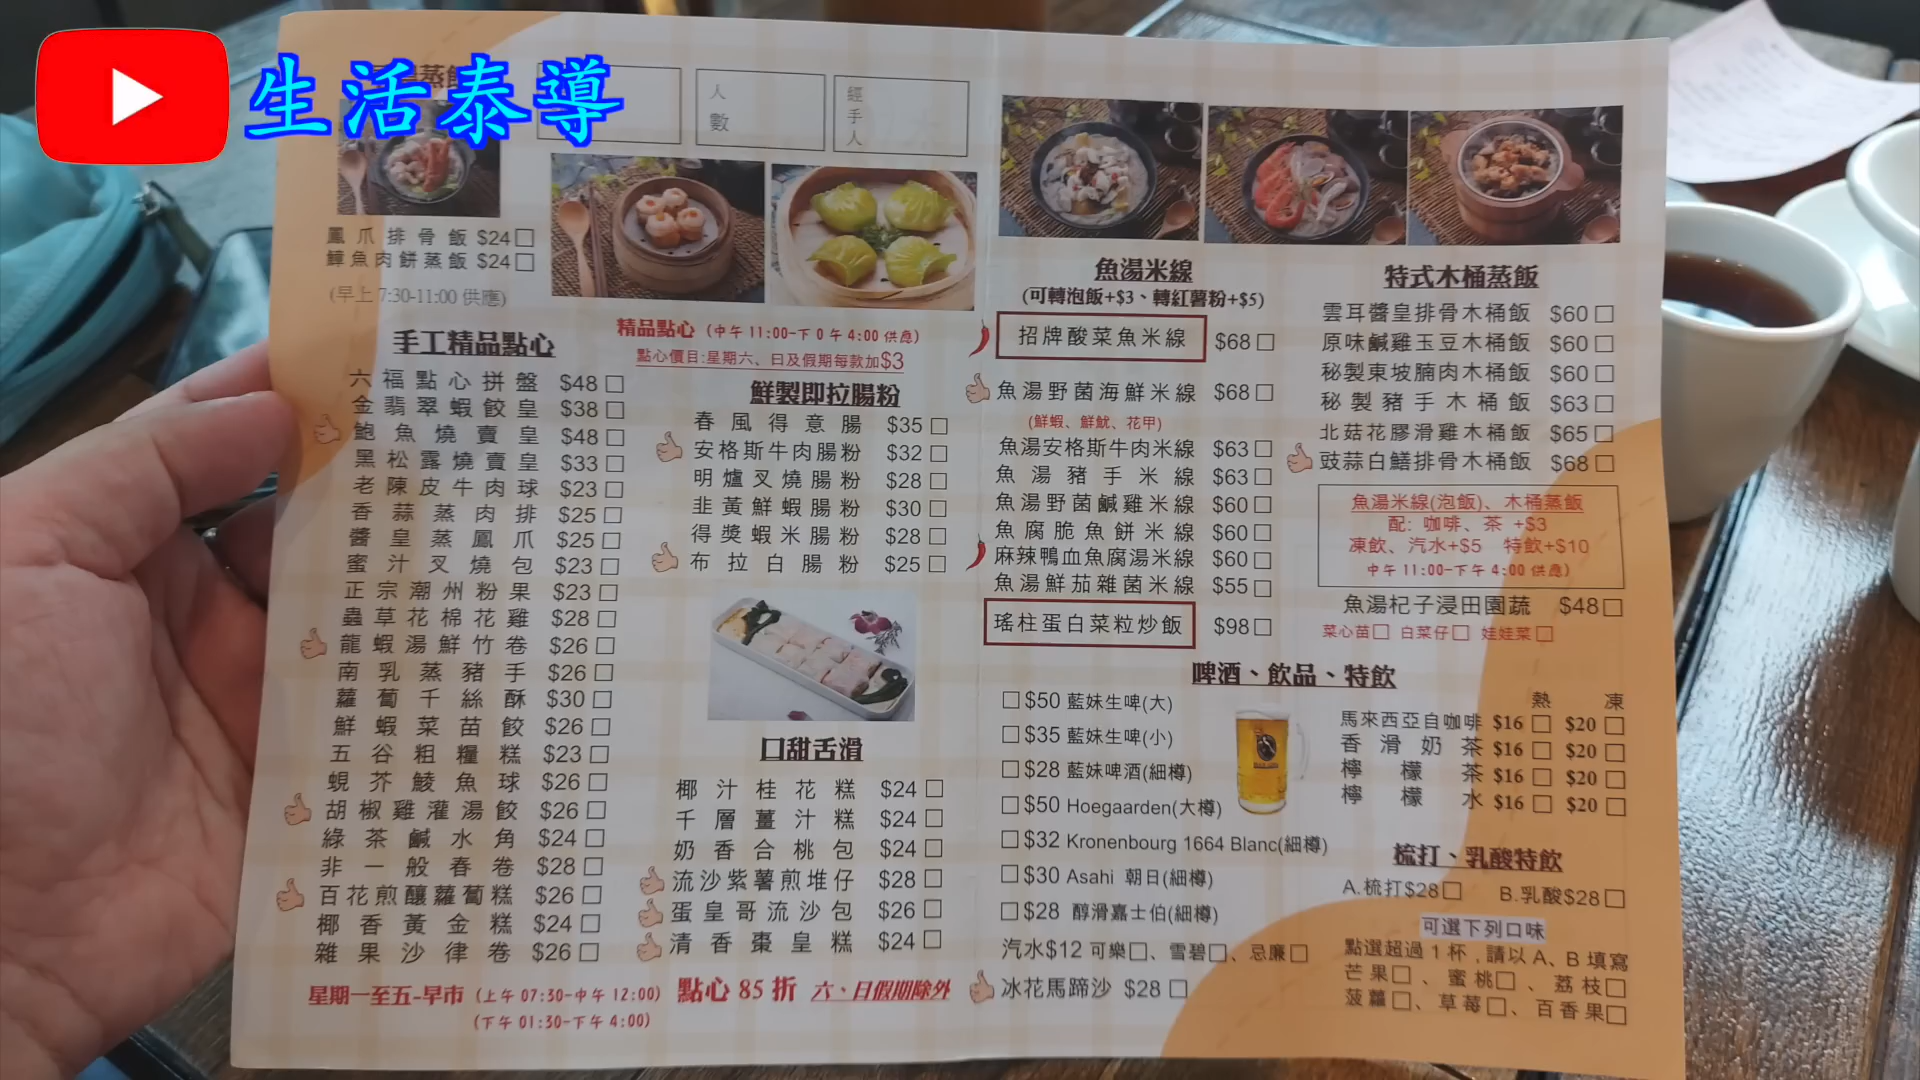 生活泰導
人數
經手人
鳳爪排骨飯 $24
鱆魚肉餅蒸飯 $24
(早上7:30-11:00 供應)
手工精品點心
六福點心拼盤 $48
金翡翠蝦餃皇 $38
鮑魚燒賣皇 $48
黑松露燒賣皇 $33
老陳皮牛肉球 $23
香蒜蒸肉排 $25
醬皇蒸鳳爪 $25
蜜汁叉燒包 $23
正宗潮州粉果 $23
蟲草花棉花雞 $28
龍蝦湯鮮竹卷 $26
南乳蒸豬手 $26
蘿蔔千絲酥 $30
鮮蝦菜苗餃 $26
五谷粗糧糕 $23
蜆芥鯪魚球 $26
胡椒雞灌湯餃 $26
綠茶鹹水角 $24
非一般春卷 $28
百花煎釀蘿蔔糕 $26
椰香黃金糕 $24
雜果沙律卷 $26
精品點心 (中午 11:00-下0午 4:00 供應)
點心價目:星期六、日及假期每款加$3
鮮製即拉腸粉
春風得意腸 $35
安格斯牛肉腸粉 $32
明爐叉燒腸粉 $28
韭黃鮮蝦腸粉 $30
得獎蝦米腸粉 $28
布拉白腸粉 $25
口甜舌滑
椰汁桂花糕 $24
千層薑汁糕 $24
奶香合桃包 $24
流沙紫薯煎堆仔 $28
蛋皇哥流沙包 $26
清香棗皇糕 $24
星期一至五-早市 (上午 07:30-中午 12:00) 點心 85 折 六、日假期除外
(下午 01:30-下午 4:00)
魚湯米線
(可轉泡飯+$3、轉紅薯粉+$5)
招牌酸菜魚米線 $68
魚湯野菌海鮮米線 $68
(鮮蝦、鮮魷、花甲)
魚湯安格斯牛肉米線 $63
魚湯豬手米線 $63
魚湯野菌鹹雞米線 $60
魚腐脆魚餅米線 $60
麻辣鴨血魚腐湯米線 $60
魚湯鮮茄雜菌米線 $55
瑤柱蛋白菜粒炒飯 $98
特式木桶蒸飯
雲耳醬皇排骨木桶飯 $60
原味鹹雞玉豆木桶飯 $60
秘製東坡腩肉木桶飯 $60
秘製豬手木桶飯 $63
北菇花膠滑雞木桶飯 $65
豉蒜白鱔排骨木桶飯 $68
魚湯米線(泡飯)、木桶蒸飯
配: 咖啡、茶 +$3
凍飲、汽水+$5 特飲+$10
中午 11:00-下午 4:00 供應)
魚湯杞子浸田園蔬 $48
菜心苗 白菜仔 娃娃菜
啤酒、飲品、特飲
$50 藍妹生啤(大)
$35 藍妹生啤(小)
$28 藍妹啤酒(細樽)
$50 Hoegaarden(大樽)
$32 Kronenbourg 1664 Blanc(細樽)
$30 Asahi 朝日(細樽)
$28 醇滑嘉士伯(細樽)
汽水$12 可樂、雪碧、忌廉
冰花馬蹄沙 $28
熱 凍
馬來西亞白咖啡 $16 $20
香滑奶茶 $16 $20
檸檬茶 $16 $20
檸檬水 $16 $20
梳打、乳酸特飲
A.梳打$28 B.乳酸$28
可選下列口味
點選超過 1 杯,請以 A、B 填寫
芒果、蜜桃、荔枝
菠蘿、草莓、百香果